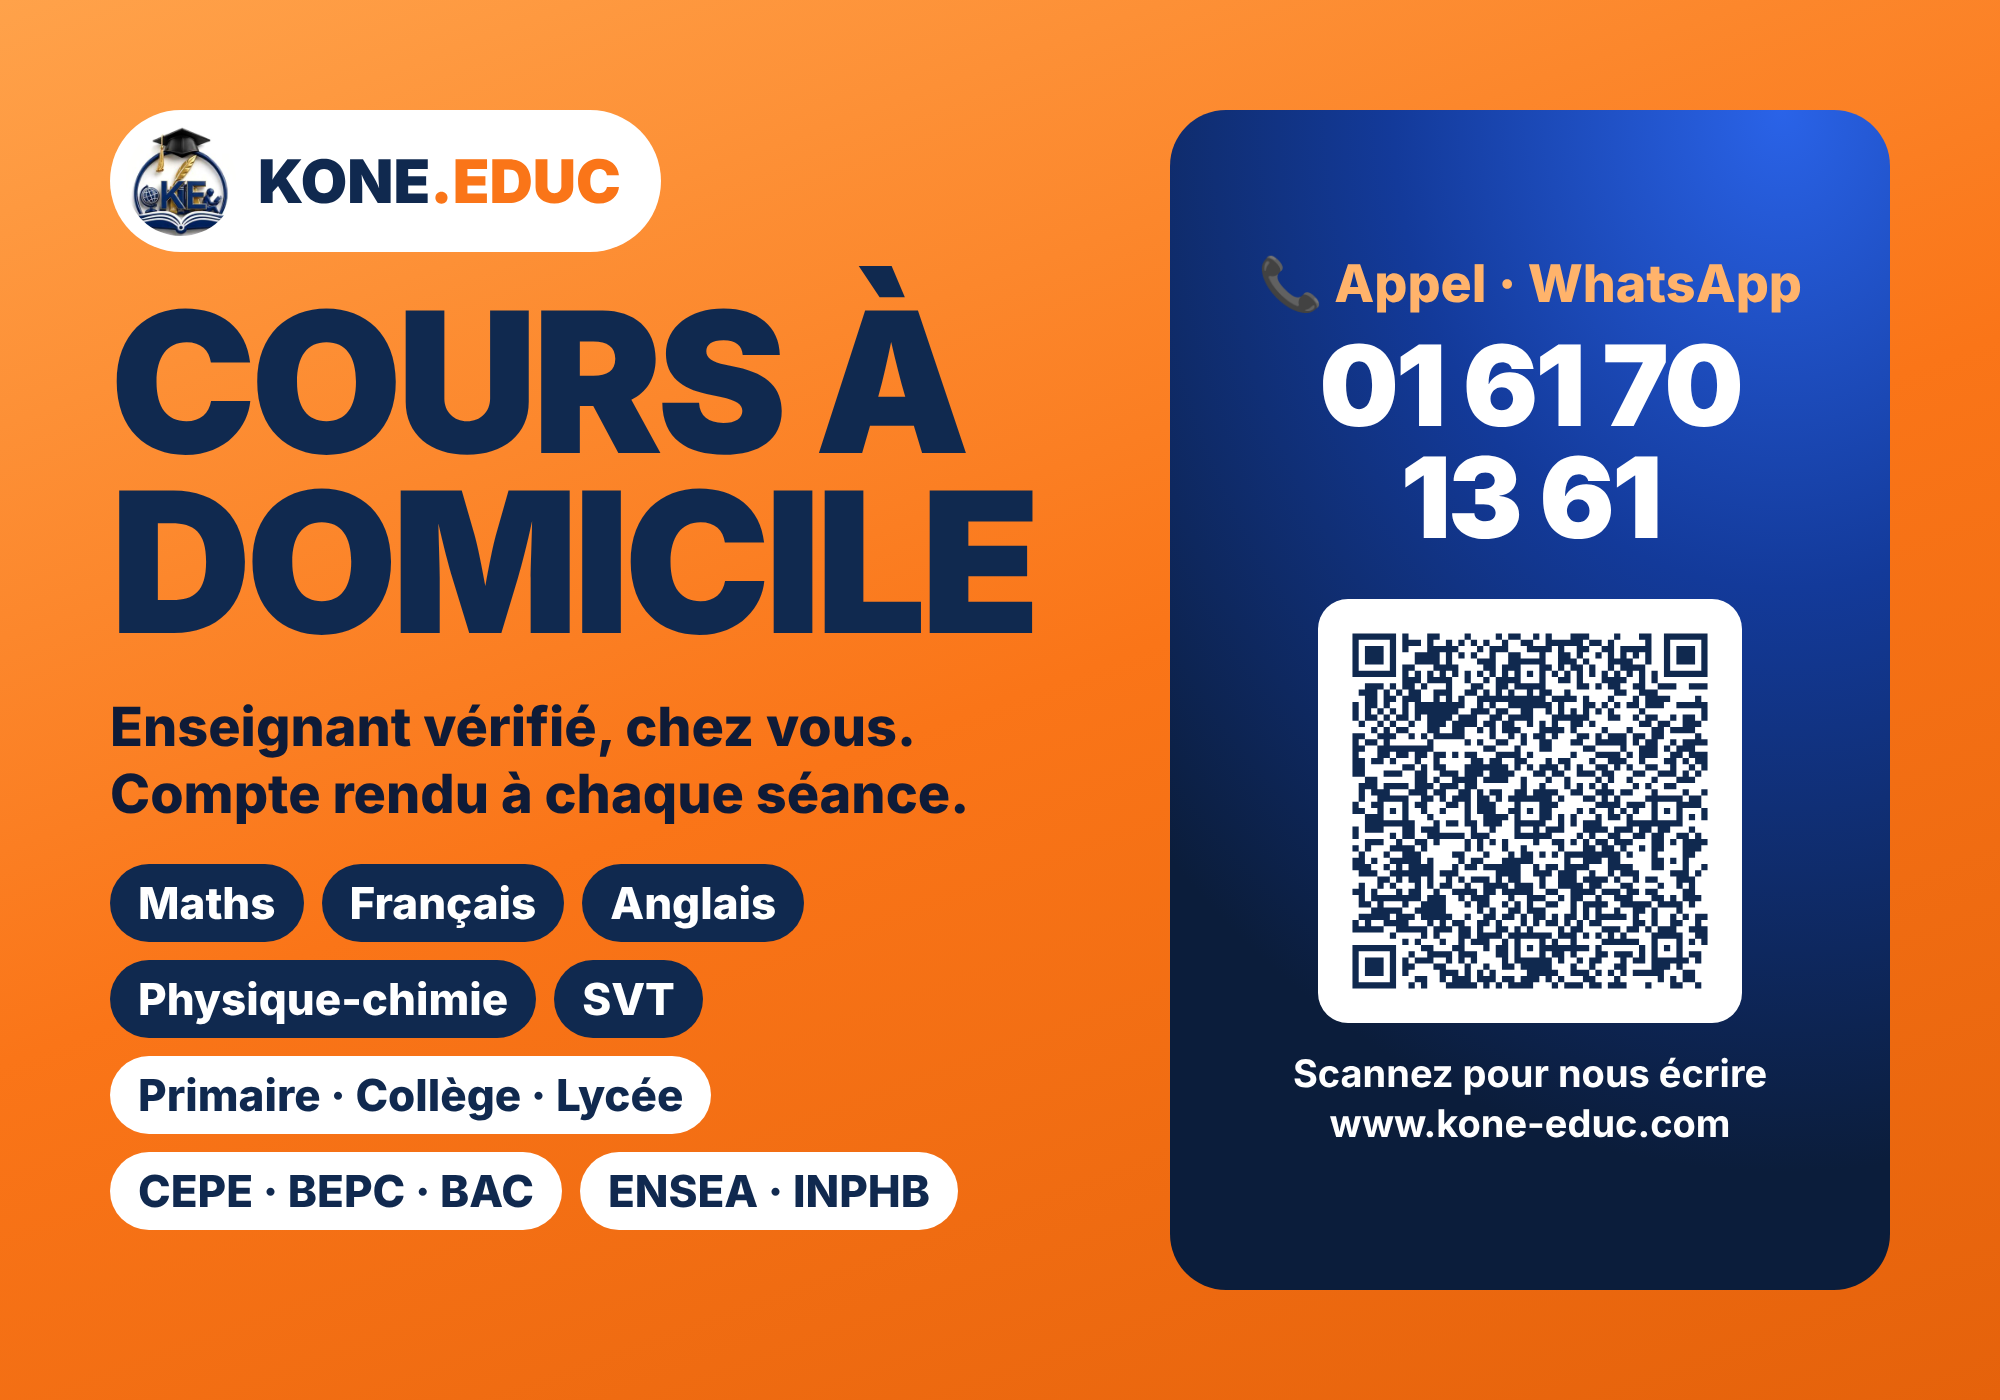 KE
KONE.EDUC
COURS À
DOMICILE
Enseignant vérifié, chez vous.
Compte rendu à chaque séance.
Maths
Français
Anglais
Physique-chimie
SVT
Primaire · Collège · Lycée
CEPE · BEPC · BAC
ENSEA · INPHB
📞 Appel · WhatsApp
01 61 70
13 61
Scannez pour nous écrire
www.kone-educ.com